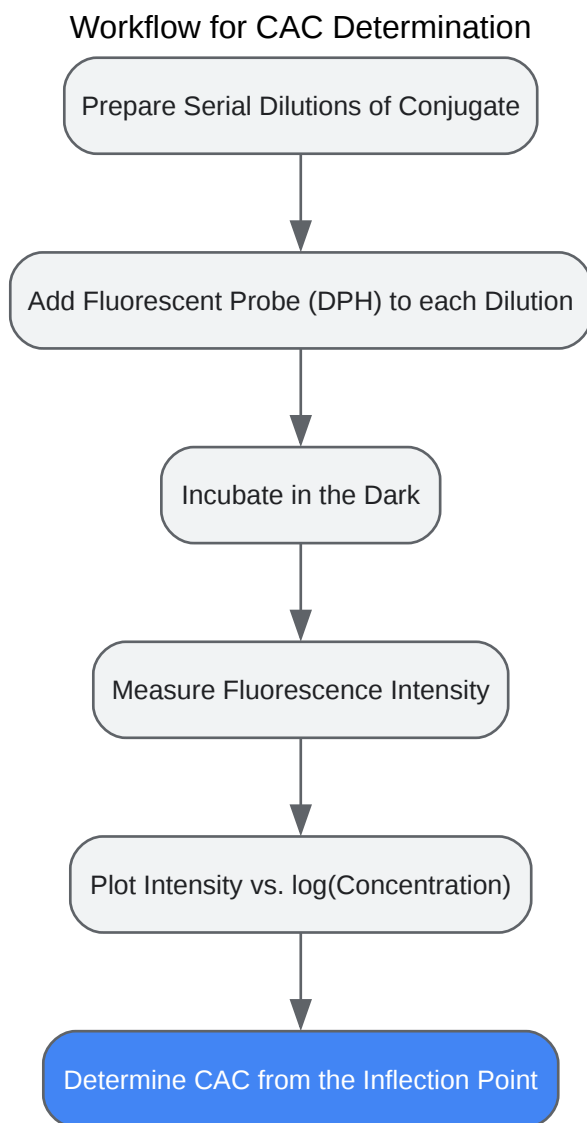 Workflow for CAC Determination
Prepare Serial Dilutions of Conjugate
Add Fluorescent Probe (DPH) to each Dilution
Incubate in the Dark
Measure Fluorescence Intensity
Plot Intensity vs. log(Concentration)
Determine CAC from the Inflection Point